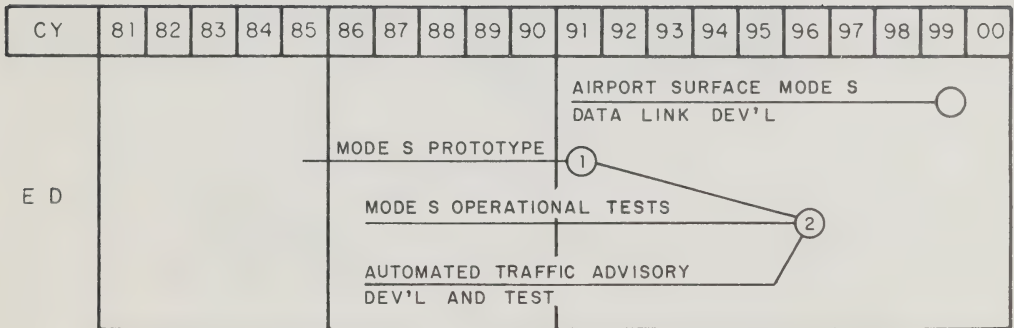 CY 81 82 83 84 85 86 87 88 89 90 91 92 93 94 95 96 97 98 99 00
AIRPORT SURFACE MODE S
DATA LINK DEV'L
MODE S PROTOTYPE 1
ED
MODE S OPERATIONAL TESTS 2
AUTOMATED TRAFFIC ADVISORY
DEV'L AND TEST